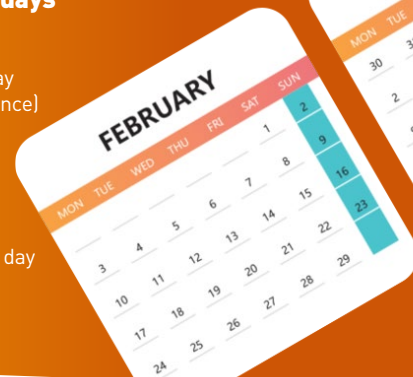 days
ay
nce)
day
FEBRUARY
MON TUE WED THU FRI SAT SUN
1 2
3 4 5 6 7 8 9
10 11 12 13 14 15 16
17 18 19 20 21 22 23
24 25 26 27 28 29
MON TUE
30
2